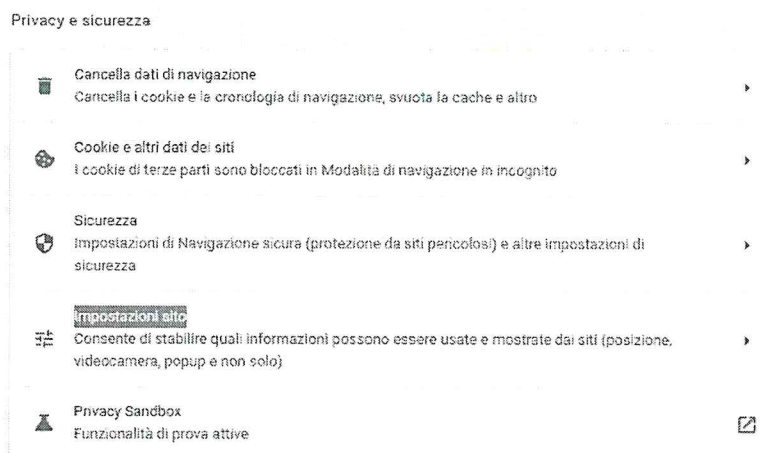 Privacy e sicurezza
Cancella dati di navigazione
Cancella i cookie e la cronologia di navigazione, svuota la cache e altro
Cookie e altri dati dei siti
I cookie di terze parti sono bloccati in Modalità di navigazione in incognito
Sicurezza
Impostazioni di Navigazione sicura (protezione da siti pericolosi) e altre impostazioni di
sicurezza
Impostazioni sito
Consente di stabilire quali informazioni possono essere usate e mostrate dai siti (posizione,
videocamera, popup e non solo)
Privacy Sandbox
Funzionalità di prova attive